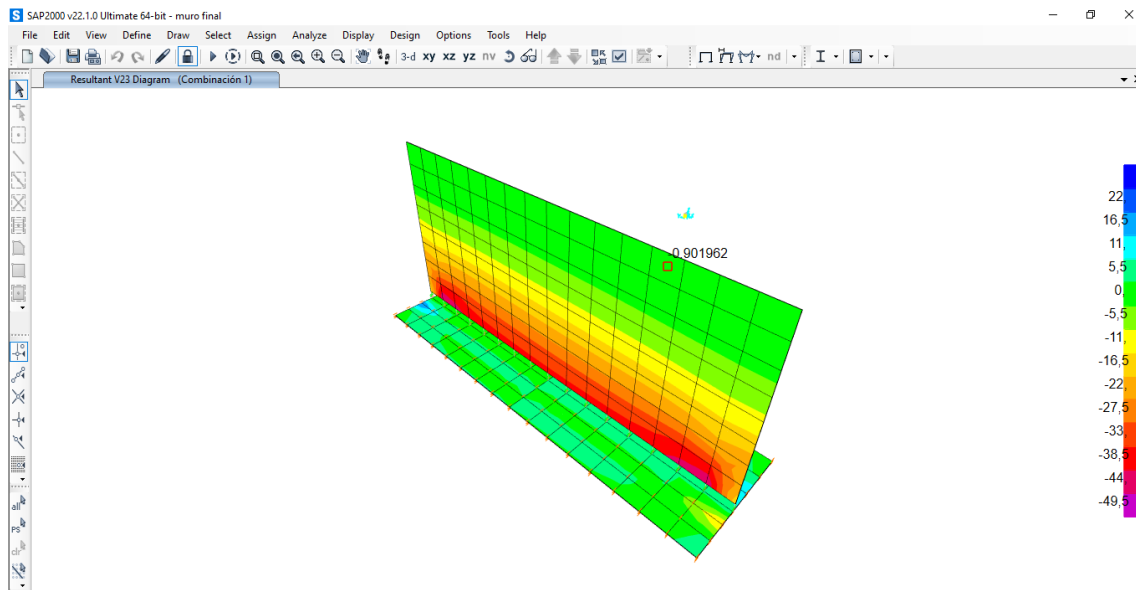 SAP2000 v22.1.0 Ultimate 64-bit - muro final
File Edit View Define Draw Select Assign Analyze Display Design Options Tools Help
3-d xy xz yz nv nd
Resultant V23 Diagram (Combinación 1)
-0,901962
22
16,5
11,
5,5
0,
-5,5
-11,
-16,5
-22,
-27,5
-33,
-38,5
-44
-49,5
all
PS
clr